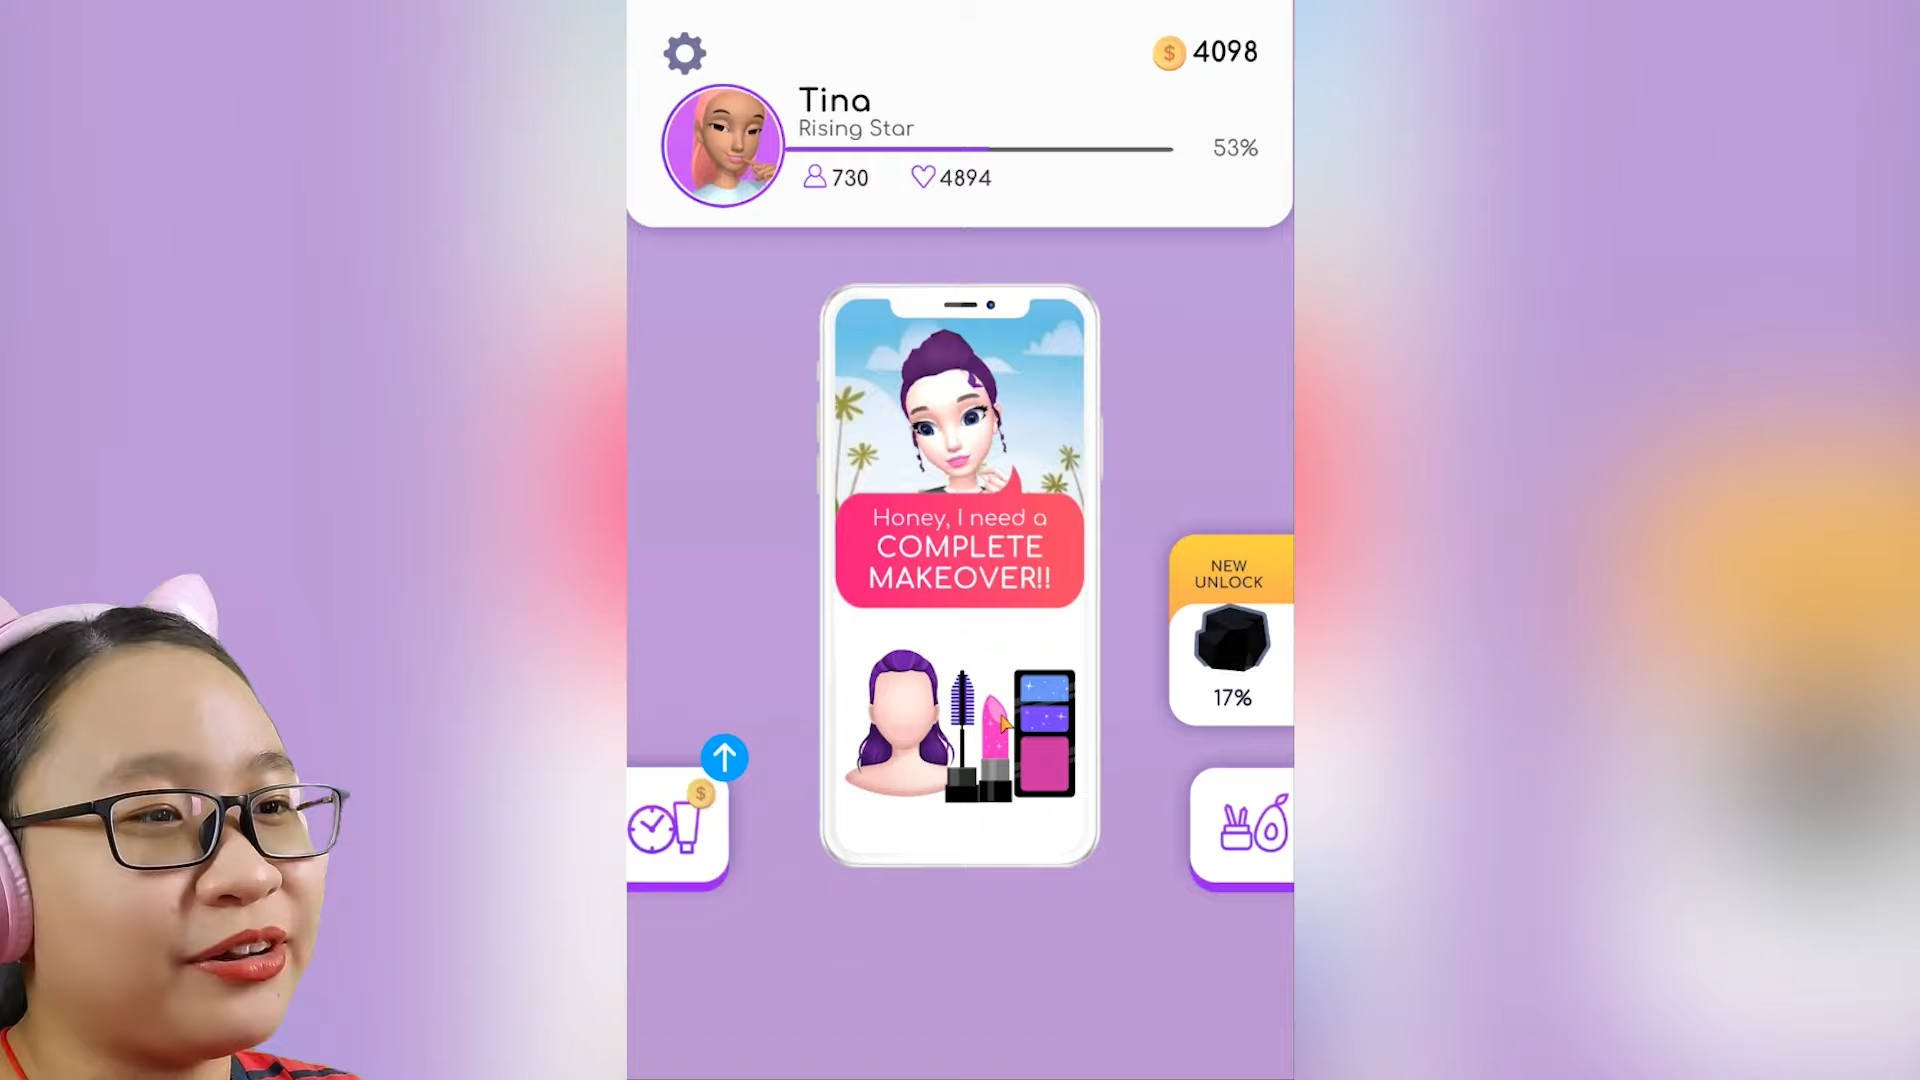 4098
Tina
Rising Star
53%
730 4894
Honey, I need a
COMPLETE
MAKEOVER!!
NEW
UNLOCK
17%